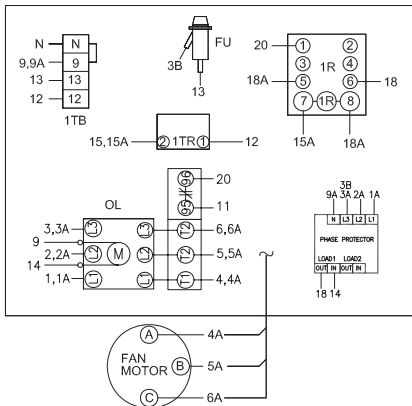 N N
9,9A 9
13 13
12 12
1TB
3B FU
13
20 1 2
3 1R 4
18A 5 6 18
7 1R 8
15A 18A
15,15A 2 1TR 1 12
96 20
95 11
OL
3,3A L3 L3 T2 6,6A
9
2,2A L2 M L2 T2 5,5A
14
1,1A L1 L1 T1 4,4A
3B
9A 3A 2A 1A
N L3 L2 L1
PHASE PROTECTOR
LOAD1 LOAD2
OUT IN OUT IN
18 14
A 4A
FAN
MOTOR
B 5A
C 6A